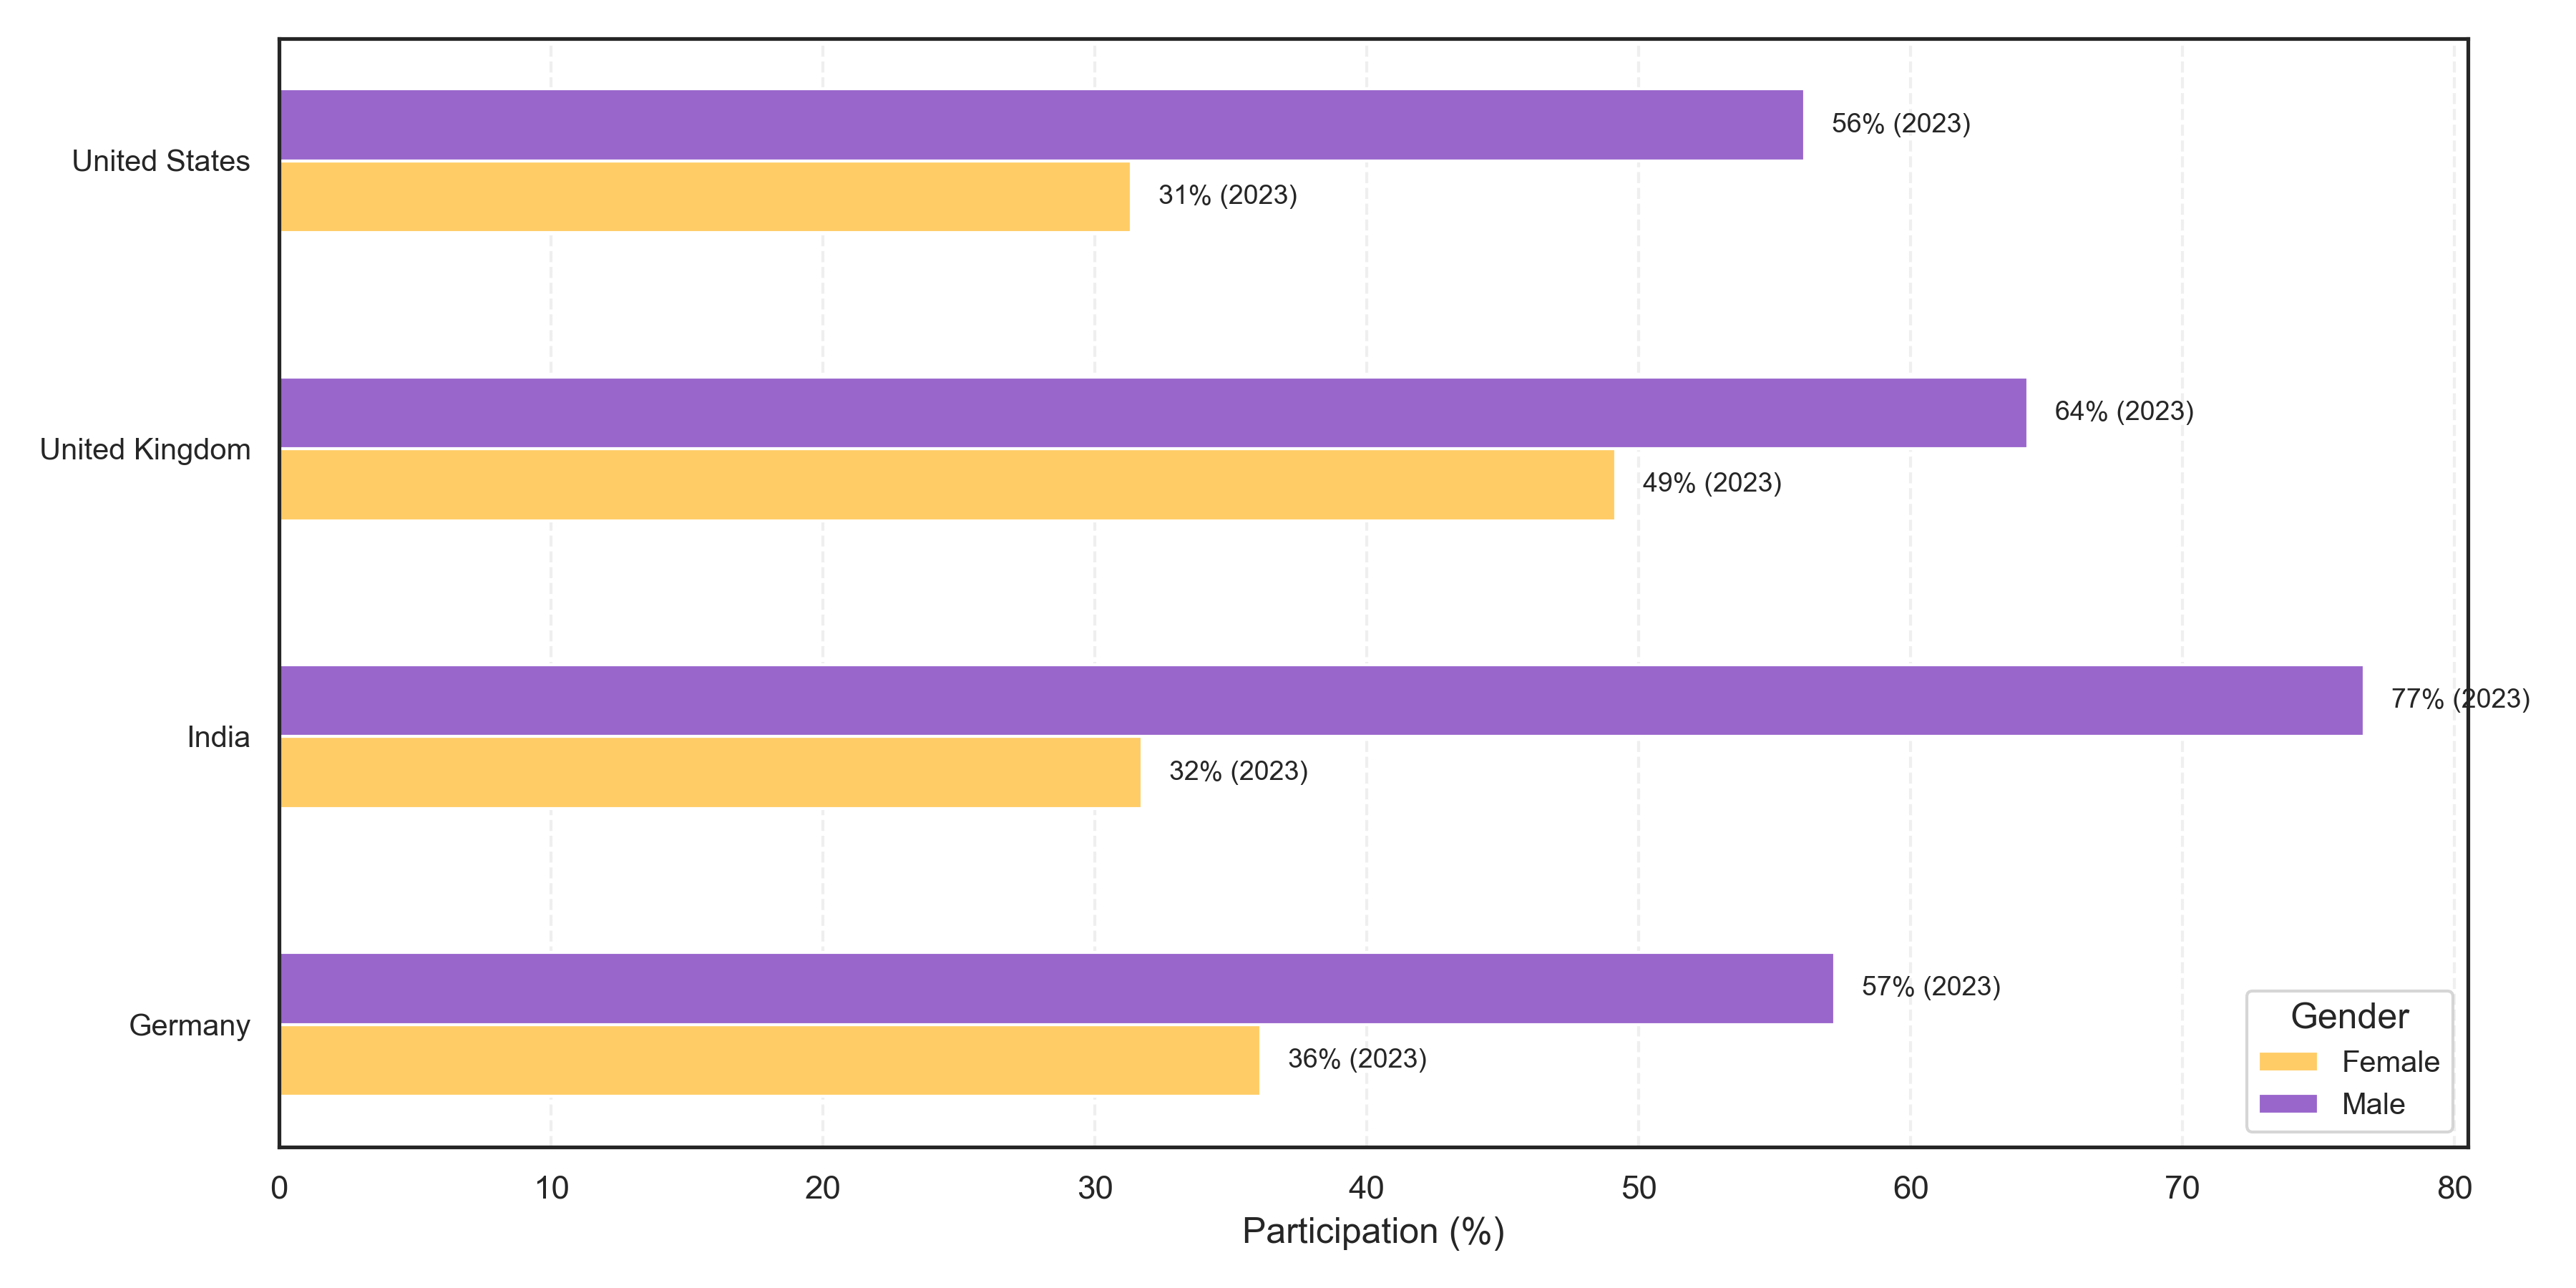 United States
56% (2023)
31% (2023)
United Kingdom
64% (2023)
49% (2023)
India
77% (2023)
32% (2023)
Germany
57% (2023)
36% (2023)
Gender
Female
Male
0 10 20 30 40 50 60 70 80
Participation (%)